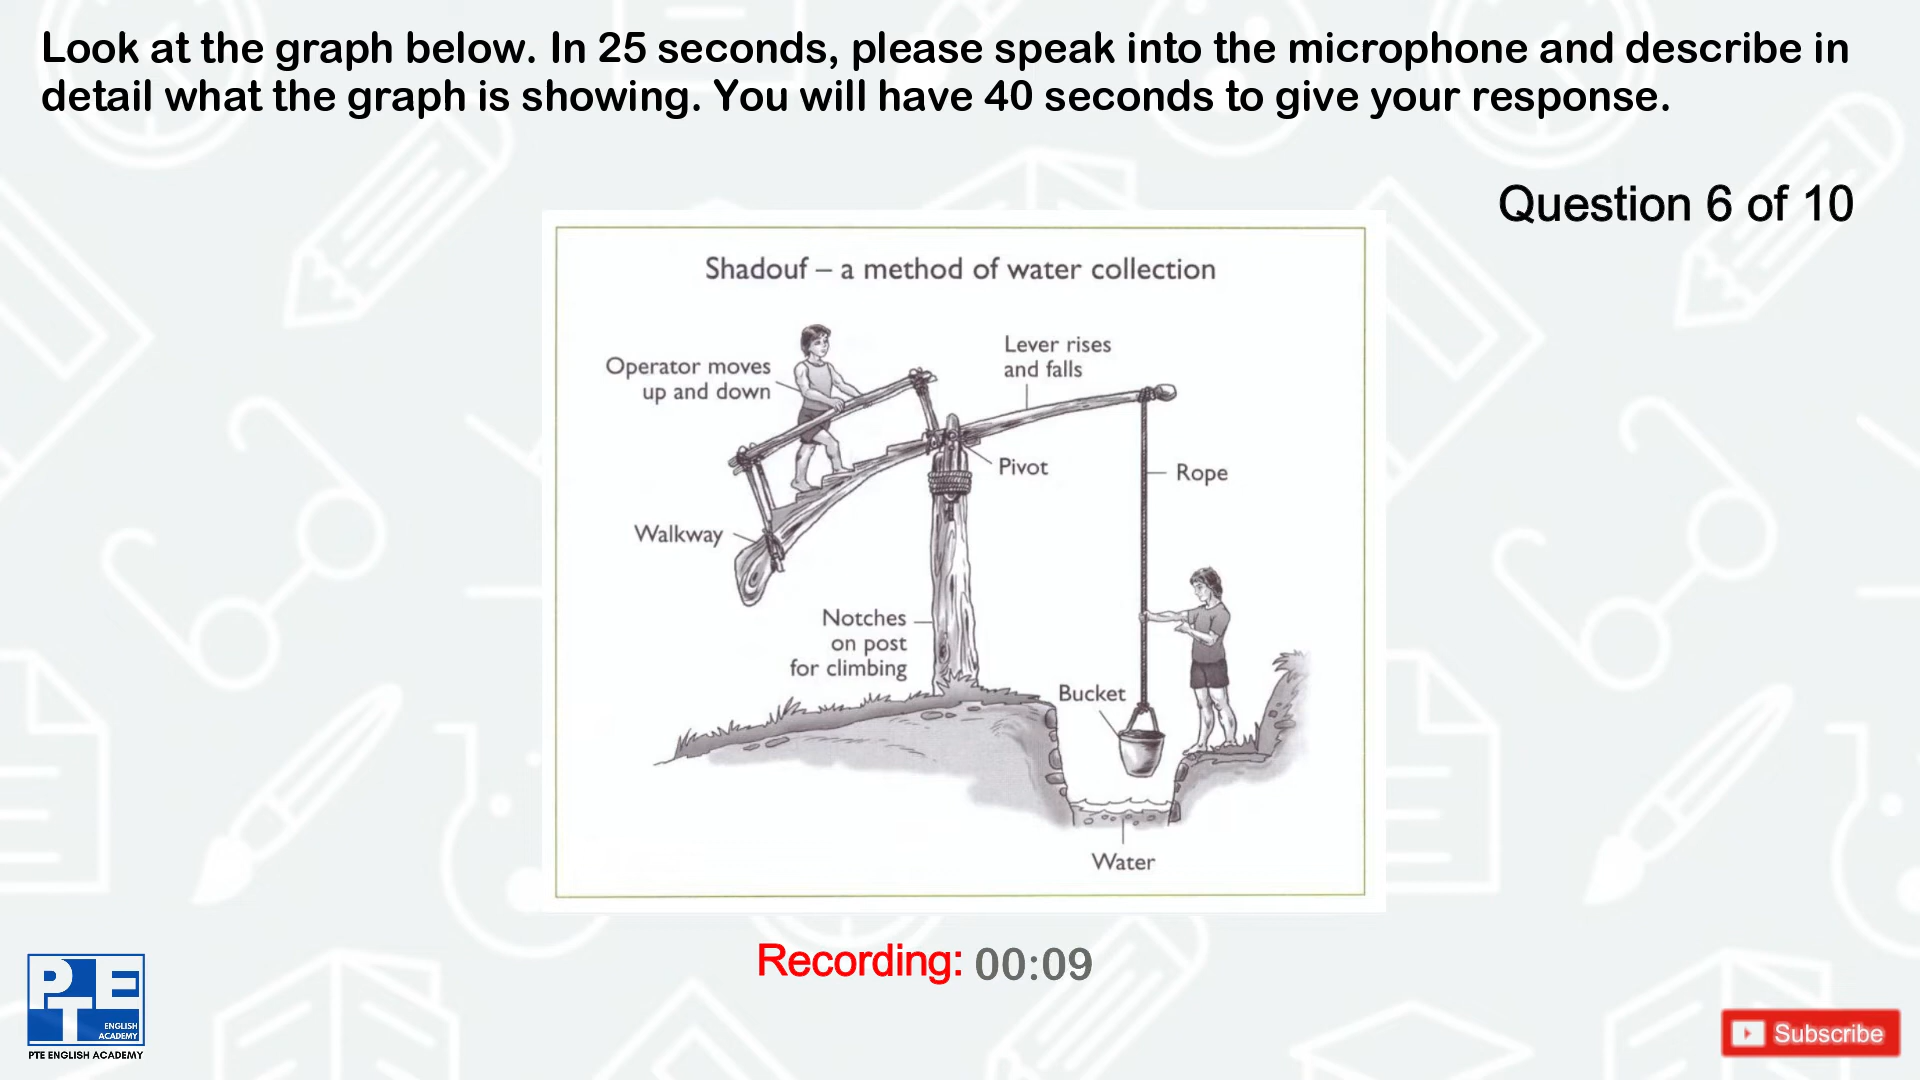 Look at the graph below. In 25 seconds, please speak into the microphone and describe in
detail what the graph is showing. You will have 40 seconds to give your response.
Question 6 of 10
Shadouf – a method of water collection
Operator moves
up and down
Lever rises
and falls
Pivot
Rope
Walkway
Notches
on post
for climbing
Bucket
Water
Recording: 00:09
PTE
ENGLISH
ACADEMY
PTE ENGLISH ACADEMY
Subscribe